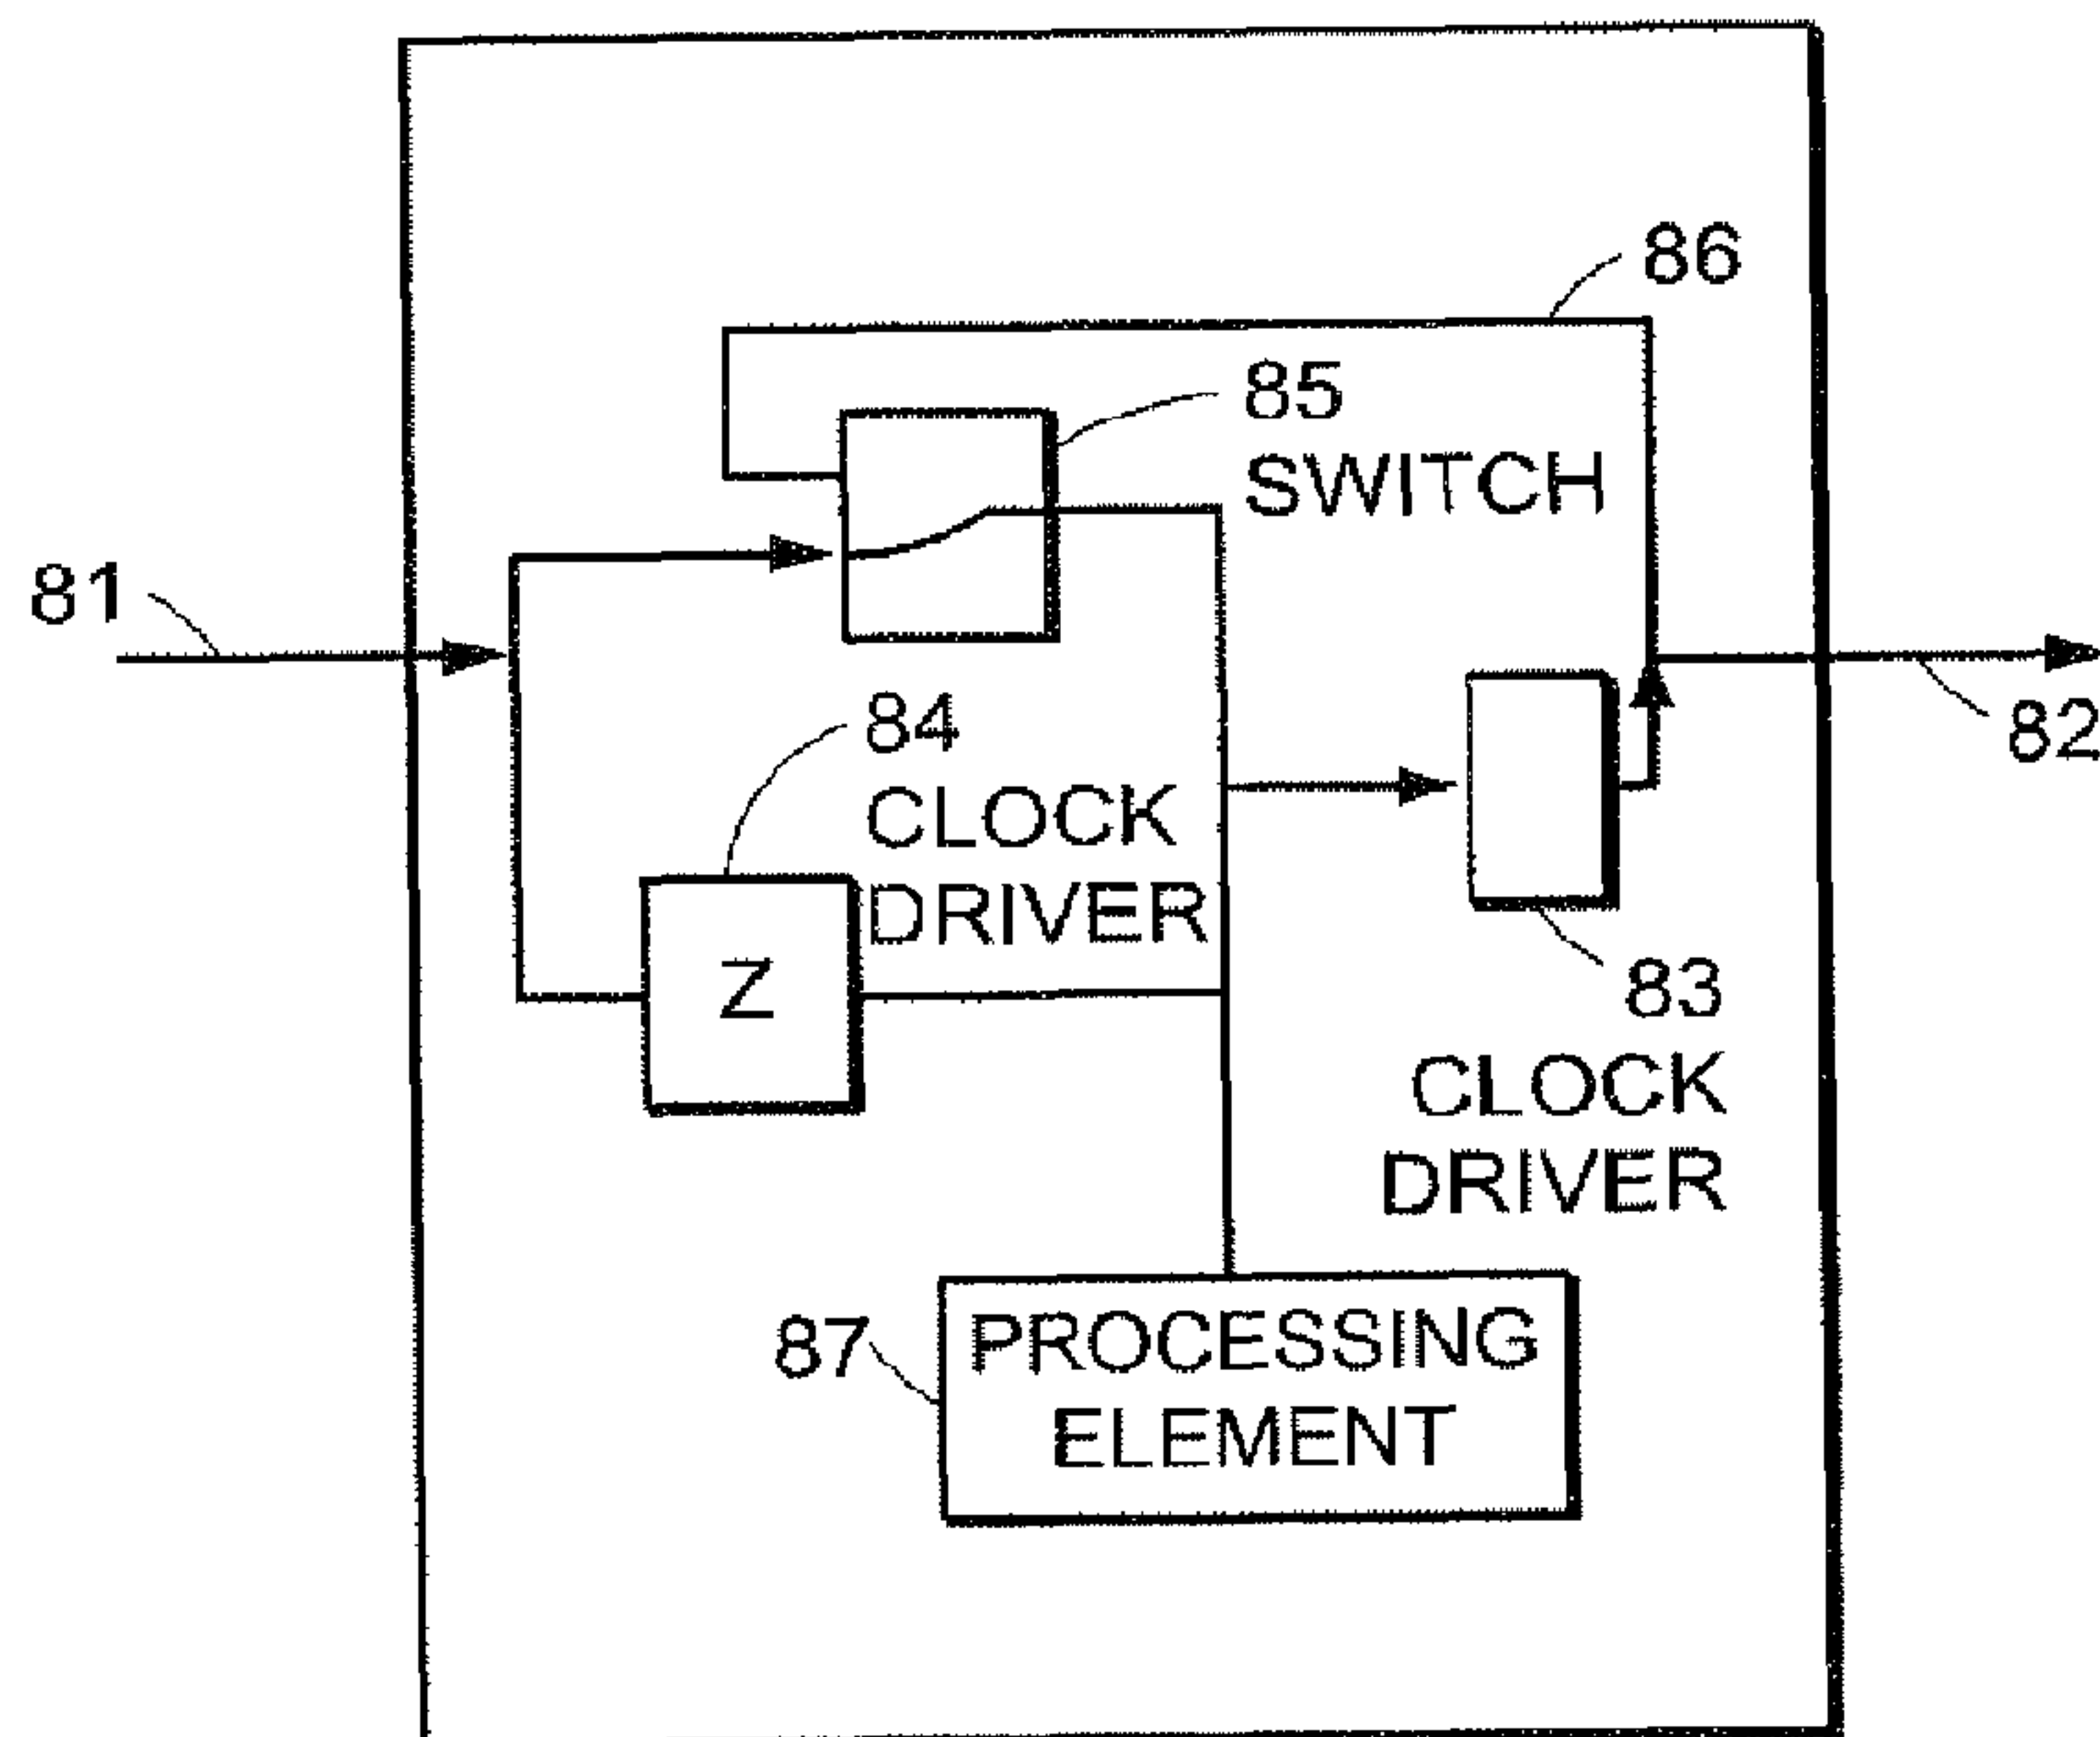 86
85
SWITCH
81
84
CLOCK
DRIVER
82
Z
83
CLOCK
DRIVER
87
PROCESSING
ELEMENT